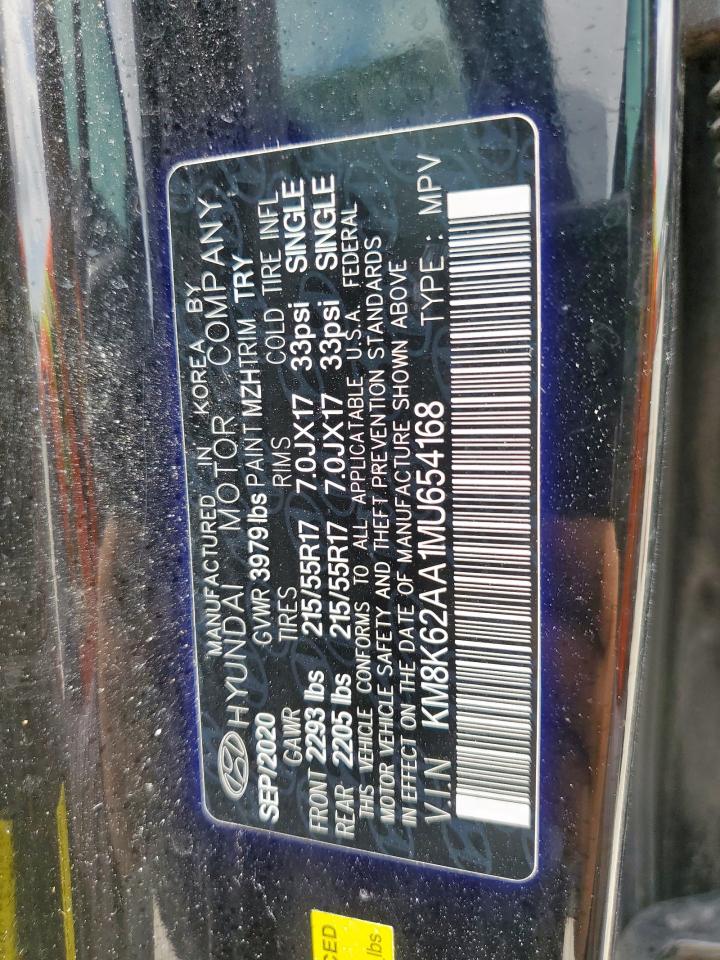 MANUFACTURED IN KOREA BY
HYUNDAI MOTOR COMPANY
SEP/2020 GVWR 3979 lbs PAINT MZH TRIM TRY
GAWR TIRES RIMS COLD TIRE INFL
FRONT 2293 lbs 215/55R17 7.0JX17 33psi SINGLE
REAR 2205 lbs 215/55R17 7.0JX17 33psi SINGLE
THIS VEHICLE CONFORMS TO ALL APPLICATABLE U.S.A. FEDERAL
MOTOR VEHICLE SAFETY AND THEFT PREVENTION STANDARDS
IN EFFECT ON THE DATE OF MANUFACTURE SHOWN ABOVE
V.I.N KM8K62AA1MU654168 TYPE : MPV
CED
lbs.